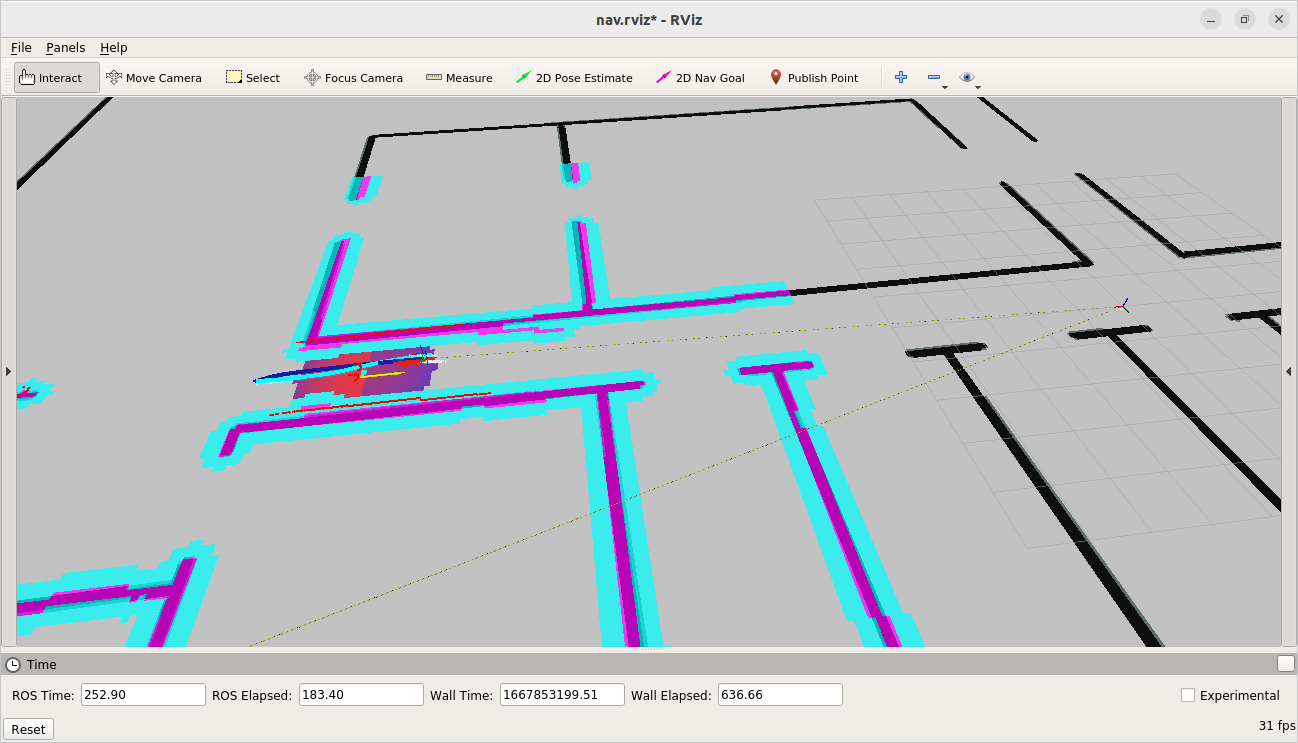 nav.rviz* - RViz
File Panels Help
Interact Move Camera Select Focus Camera Measure 2D Pose Estimate 2D Nav Goal Publish Point
Time
ROS Time: 252.90 ROS Elapsed: 183.40 Wall Time: 1667853199.51 Wall Elapsed: 636.66 Experimental
Reset 31 fps